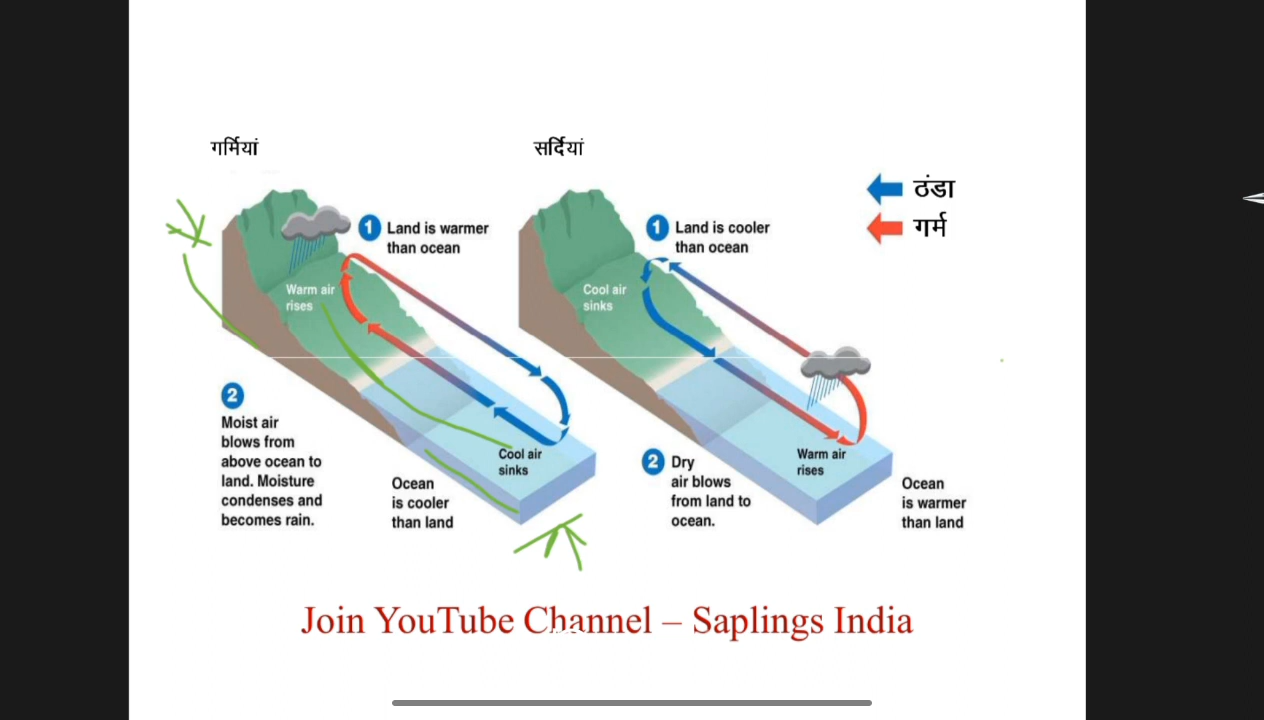 गर्मियां
सर्दियां
ठंडा
गर्म
1 Land is warmer
than ocean
Warm air
rises
2
Moist air
blows from
above ocean to
land. Moisture
condenses and
becomes rain.
Cool air
sinks
Ocean
is cooler
than land
1 Land is cooler
than ocean
Cool air
sinks
2 Dry
air blows
from land to
ocean.
Warm air
rises
Ocean
is warmer
than land
Join YouTube Channel – Saplings India